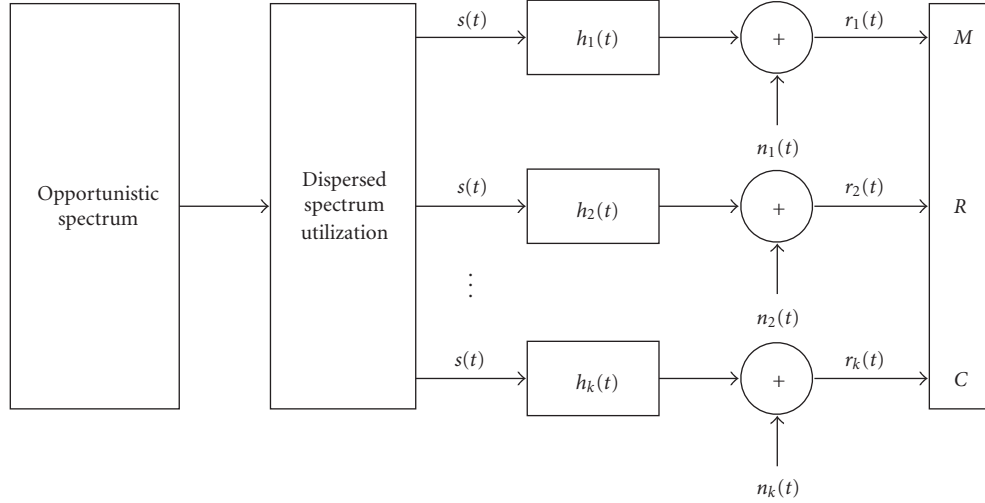 Opportunistic
spectrum
Dispersed
spectrum
utilization
s(t)
h₁(t)
+
r₁(t)
M
n₁(t)
s(t)
h₂(t)
+
r₂(t)
R
⋮
n₂(t)
s(t)
hₖ(t)
+
rₖ(t)
C
nₖ(t)